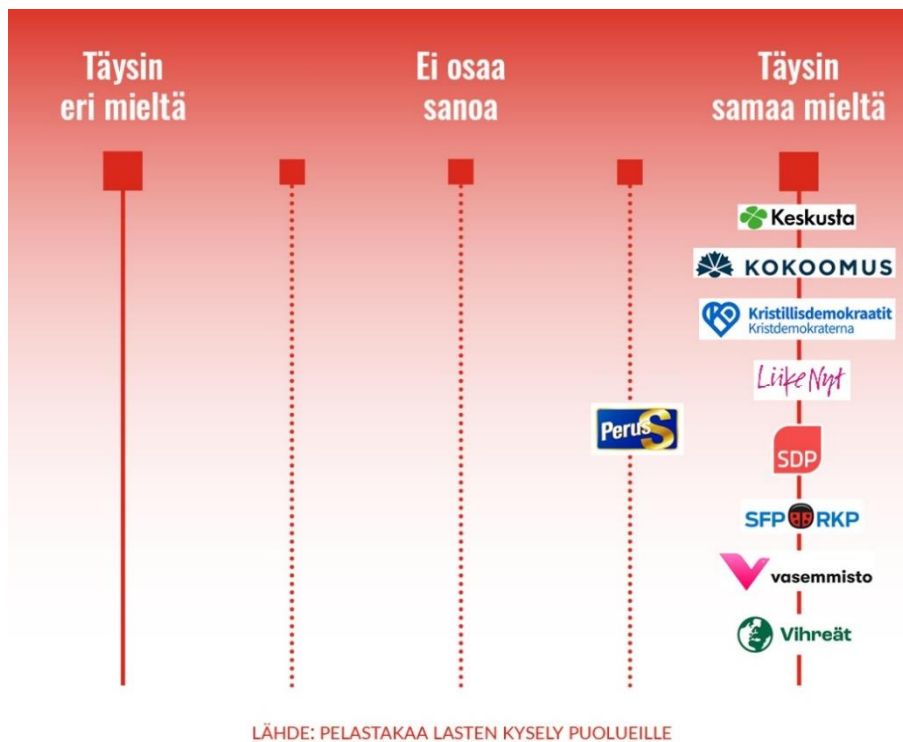 Täysin
eri mieltä
Ei osaa
sanoa
Täysin
samaa mieltä
Keskusta
KOKOOMUS
Kristillisdemokraatit
Kristdemokraterna
Liike Nyt
PerusS
SDP
SFP RKP
vasemmisto
Vihreät
LÄHDE: PELASTAKAA LASTEN KYSELY PUOLUEILLE